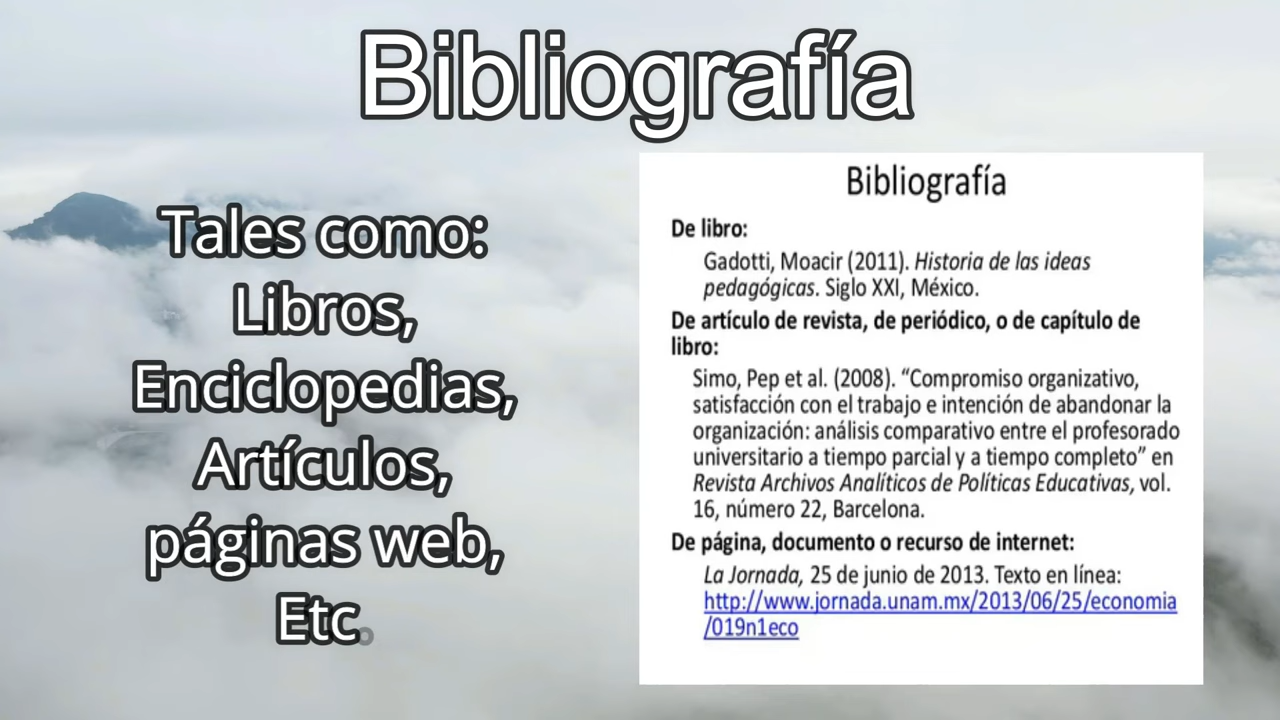 Bibliografía
Tales como:
Libros,
Enciclopedias,
Artículos,
páginas web,
Etc.
Bibliografía
De libro:
Gadotti, Moacir (2011). Historia de las ideas
pedagógicas. Siglo XXI, México.
De artículo de revista, de periódico, o de capítulo de
libro:
Simo, Pep et al. (2008). “Compromiso organizativo,
satisfacción con el trabajo e intención de abandonar la
organización: análisis comparativo entre el profesorado
universitario a tiempo parcial y a tiempo completo” en
Revista Archivos Analíticos de Políticas Educativas, vol.
16, número 22, Barcelona.
De página, documento o recurso de internet:
La Jornada, 25 de junio de 2013. Texto en línea:
http://www.jornada.unam.mx/2013/06/25/economia
/019n1eco